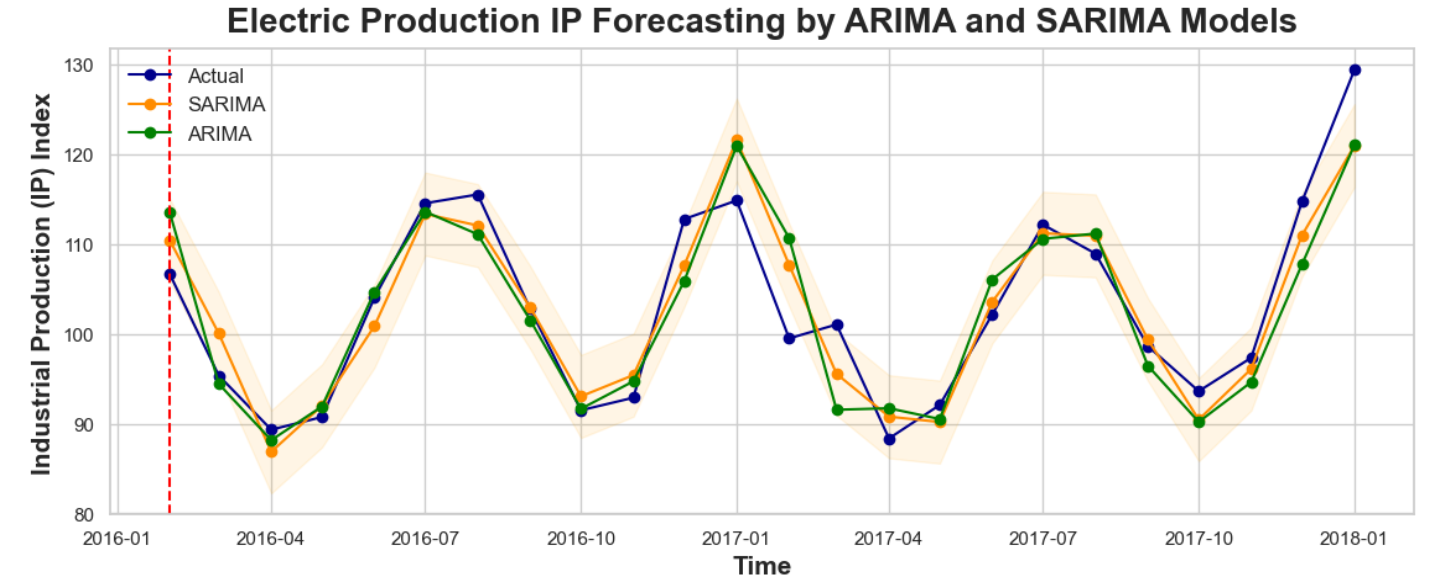 Electric Production IP Forecasting by ARIMA and SARIMA Models
Industrial Production (IP) Index
130
120
110
100
90
80
Actual
SARIMA
ARIMA
2016-01 2016-04 2016-07 2016-10 2017-01 2017-04 2017-07 2017-10 2018-01
Time